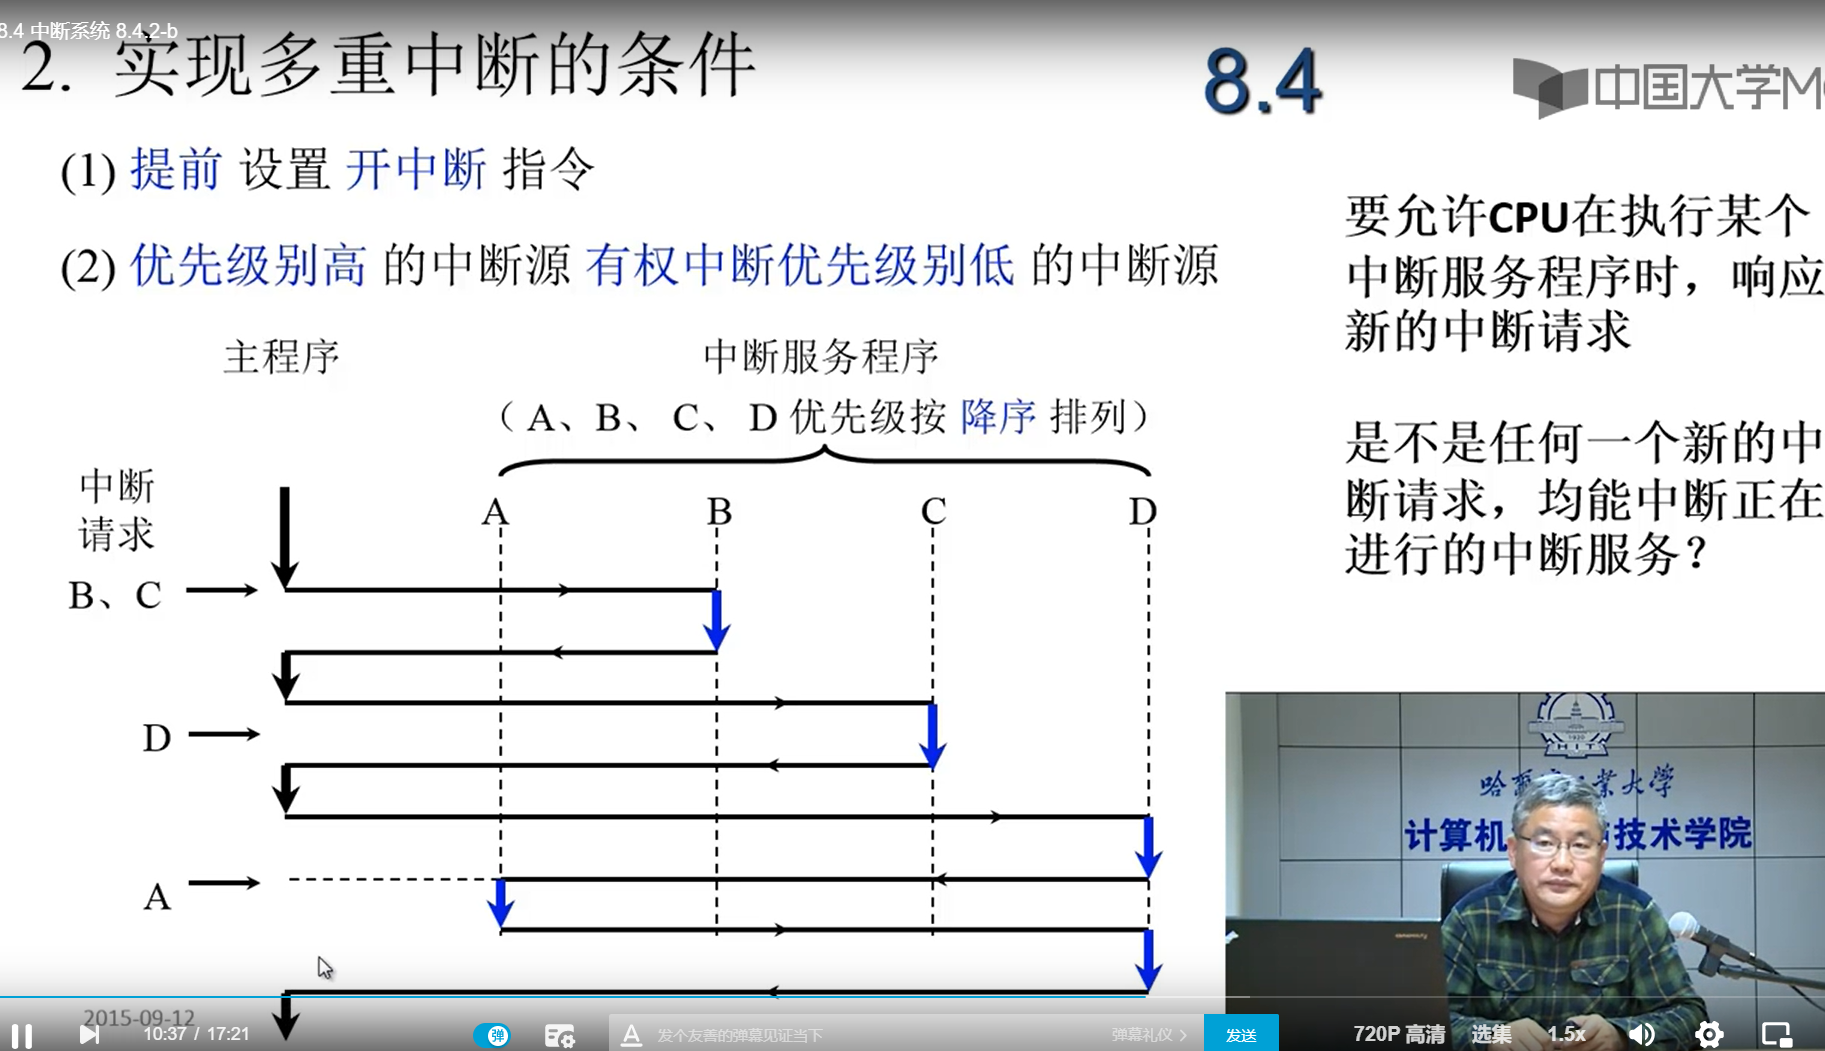 8.4 中断系统 8.4.2-b
2. 实现多重中断的条件
8.4
中国大学M
(1) 提前 设置 开中断 指令
(2) 优先级别高 的中断源 有权中断优先级别低 的中断源
要允许CPU在执行某个
中断服务程序时，响应
新的中断请求
是不是任何一个新的中
断请求，均能中断正在
进行的中断服务？
主程序
中断服务程序
（ A、B、 C、 D 优先级按 降序 排列）
中断
请求
A
B
C
D
B、C
D
A
HIT
哈尔滨工业大学
计算机
技术学院
2015-09-12
10:37 / 17:21
弹
发个友善的弹幕见证当下
弹幕礼仪
发送
720P 高清
选集
1.5x